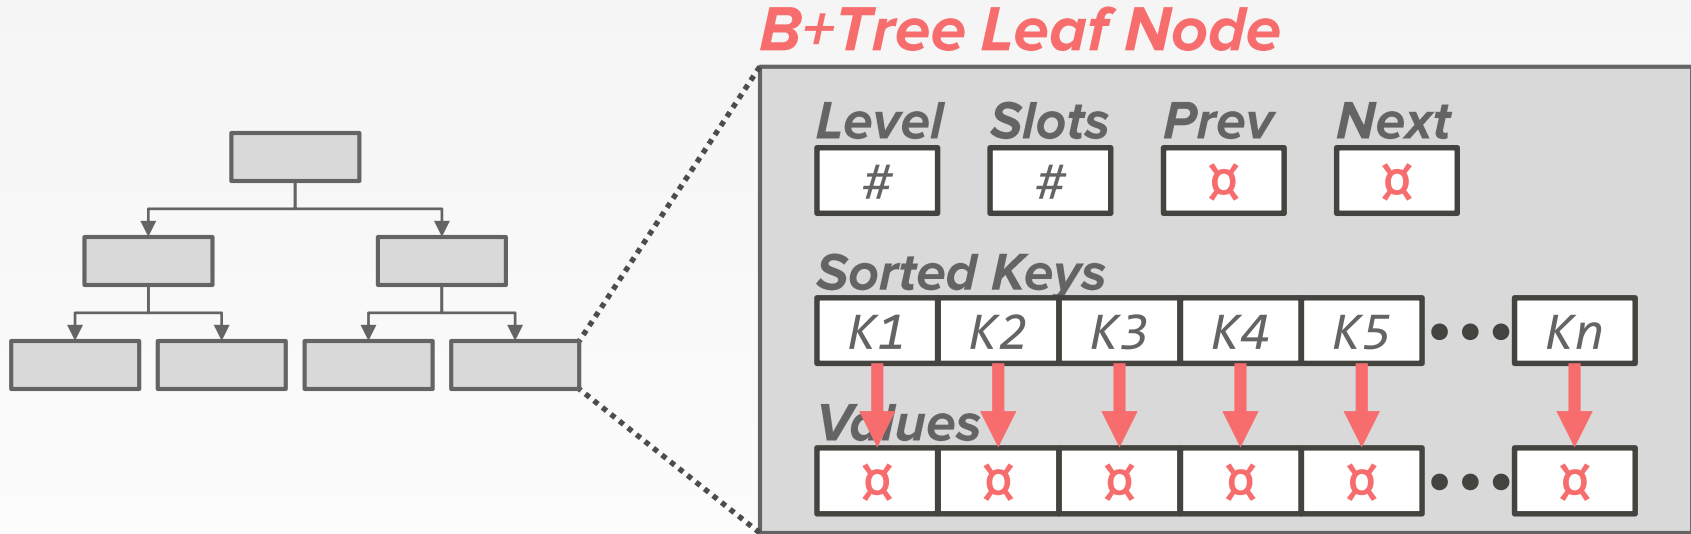 B+Tree Leaf Node
Level Slots Prev Next
# # ¤ ¤
Sorted Keys
K1 K2 K3 K4 K5 ••• Kn
Values
¤ ¤ ¤ ¤ ¤ ••• ¤